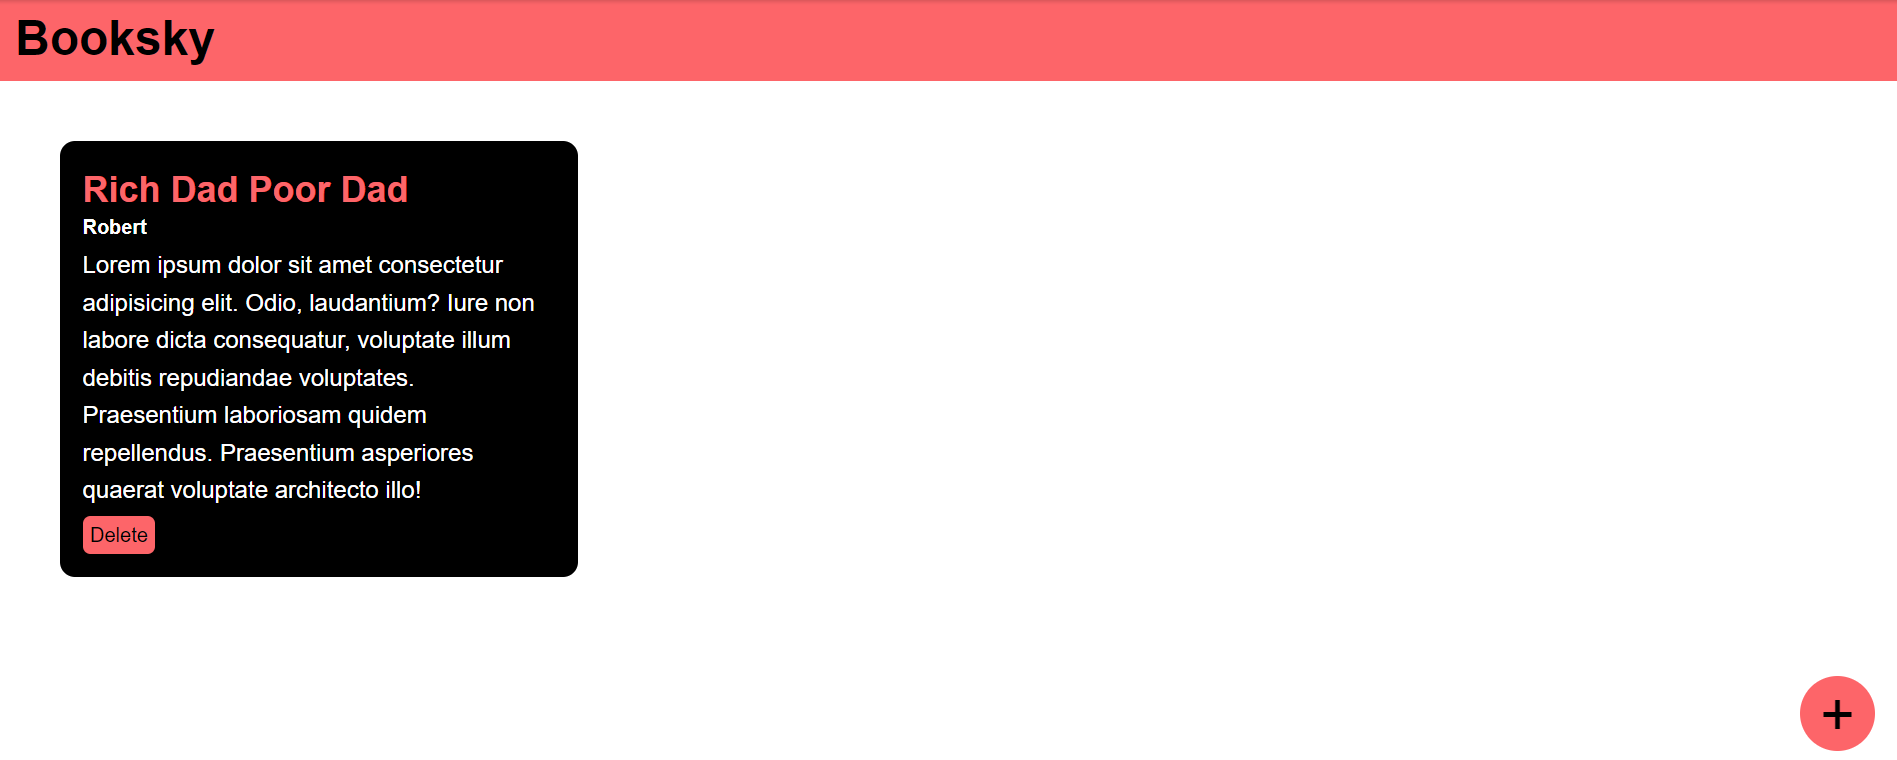 Booksky
Rich Dad Poor Dad
Robert
Lorem ipsum dolor sit amet consectetur
adipisicing elit. Odio, laudantium? Iure non
labore dicta consequatur, voluptate illum
debitis repudiandae voluptates.
Praesentium laboriosam quidem
repellendus. Praesentium asperiores
quaerat voluptate architecto illo!
Delete
+